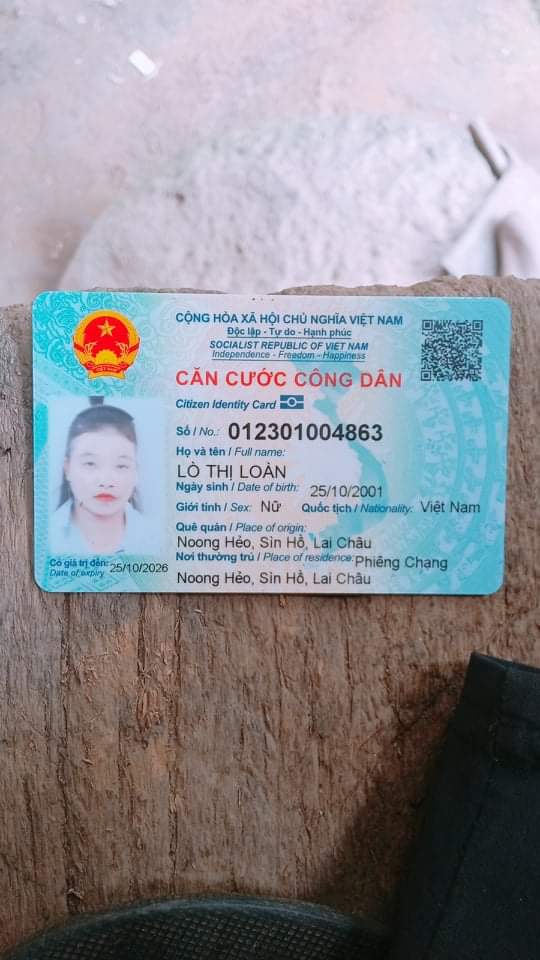 CỘNG HÒA XÃ HỘI CHỦ NGHĨA VIỆT NAM
Độc lập - Tự do - Hạnh phúc
SOCIALIST REPUBLIC OF VIET NAM
Independence - Freedom - Happiness
CĂN CƯỚC CÔNG DÂN
Citizen Identity Card
Số / No.: 012301004863
Họ và tên / Full name:
LÒ THỊ LOÀN
Ngày sinh / Date of birth: 25/10/2001
Giới tính / Sex: Nữ Quốc tịch / Nationality: Việt Nam
Quê quán / Place of origin:
Noong Hẻo, Sìn Hồ, Lai Châu
Nơi thường trú / Place of residence: Phiêng Chạng
Noong Hẻo, Sìn Hồ, Lai Châu
Có giá trị đến: 25/10/2026
Date of expiry